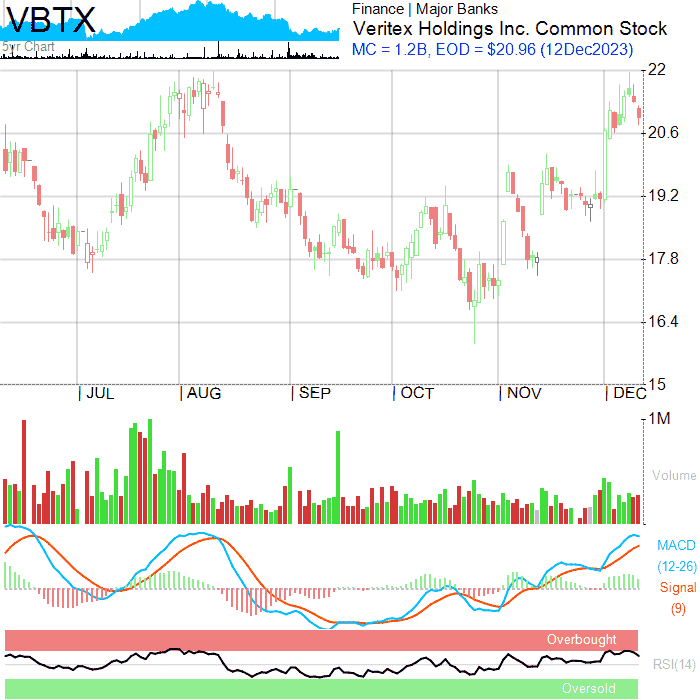 VBTX
5yr Chart
Finance | Major Banks
Veritex Holdings Inc. Common Stock
MC = 1.2B, EOD = $20.96 (12Dec2023)
22
20.6
19.2
17.8
16.4
15
| JUL | AUG | SEP | OCT | NOV | DEC
1M
Volume
MACD
(12-26)
Signal
(9)
Overbought
RSI(14)
Oversold